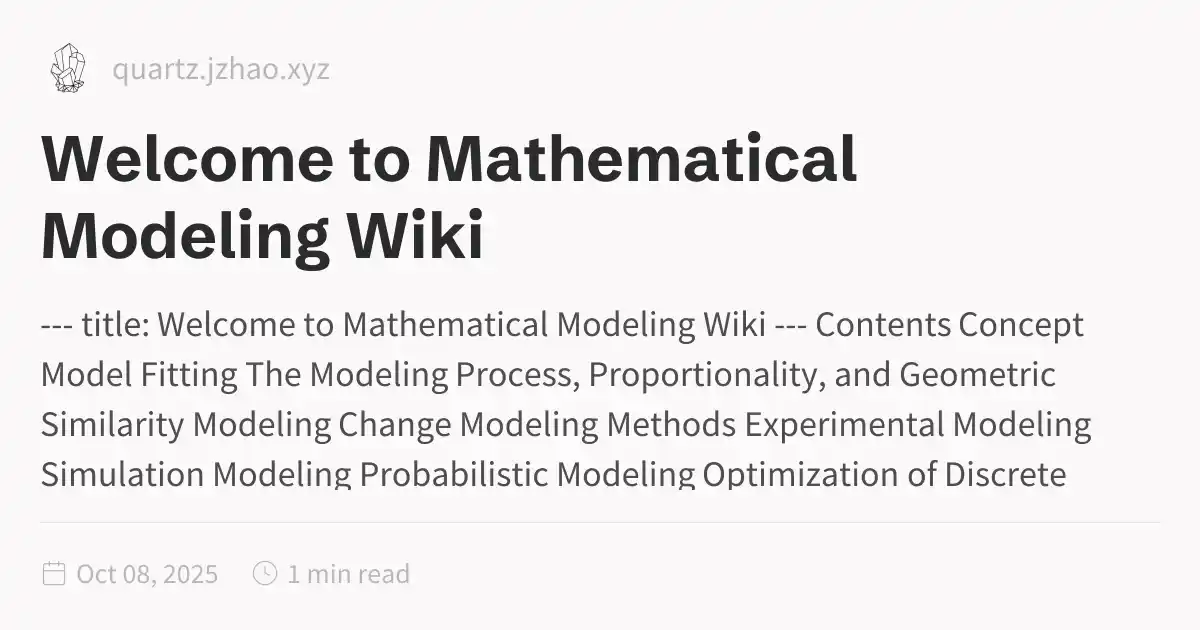 quartz.jzhao.xyz
Welcome to Mathematical
Modeling Wiki
--- title: Welcome to Mathematical Modeling Wiki --- Contents Concept
Model Fitting The Modeling Process, Proportionality, and Geometric
Similarity Modeling Change Modeling Methods Experimental Modeling
Simulation Modeling Probabilistic Modeling Optimization of Discrete
Oct 08, 2025
1 min read